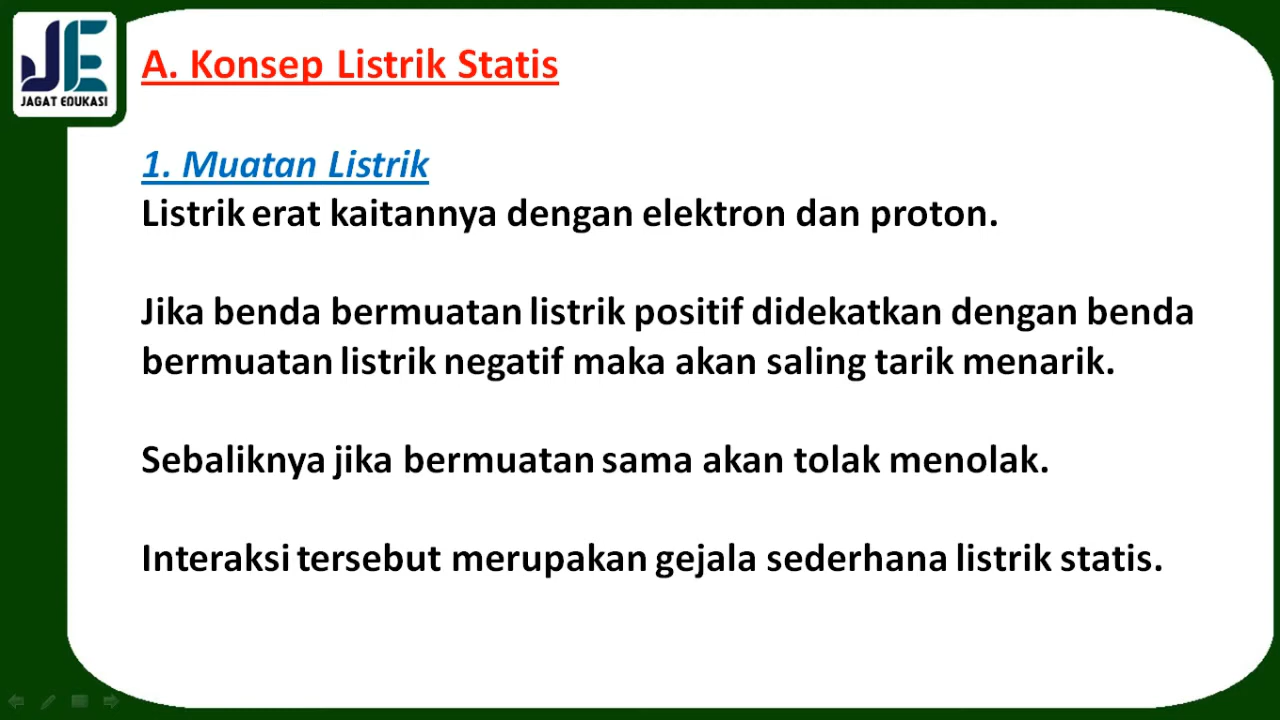 JE
JAGAT EDUKASI
A. Konsep Listrik Statis
1. Muatan Listrik
Listrik erat kaitannya dengan elektron dan proton.
Jika benda bermuatan listrik positif didekatkan dengan benda
bermuatan listrik negatif maka akan saling tarik menarik.
Sebaliknya jika bermuatan sama akan tolak menolak.
Interaksi tersebut merupakan gejala sederhana listrik statis.